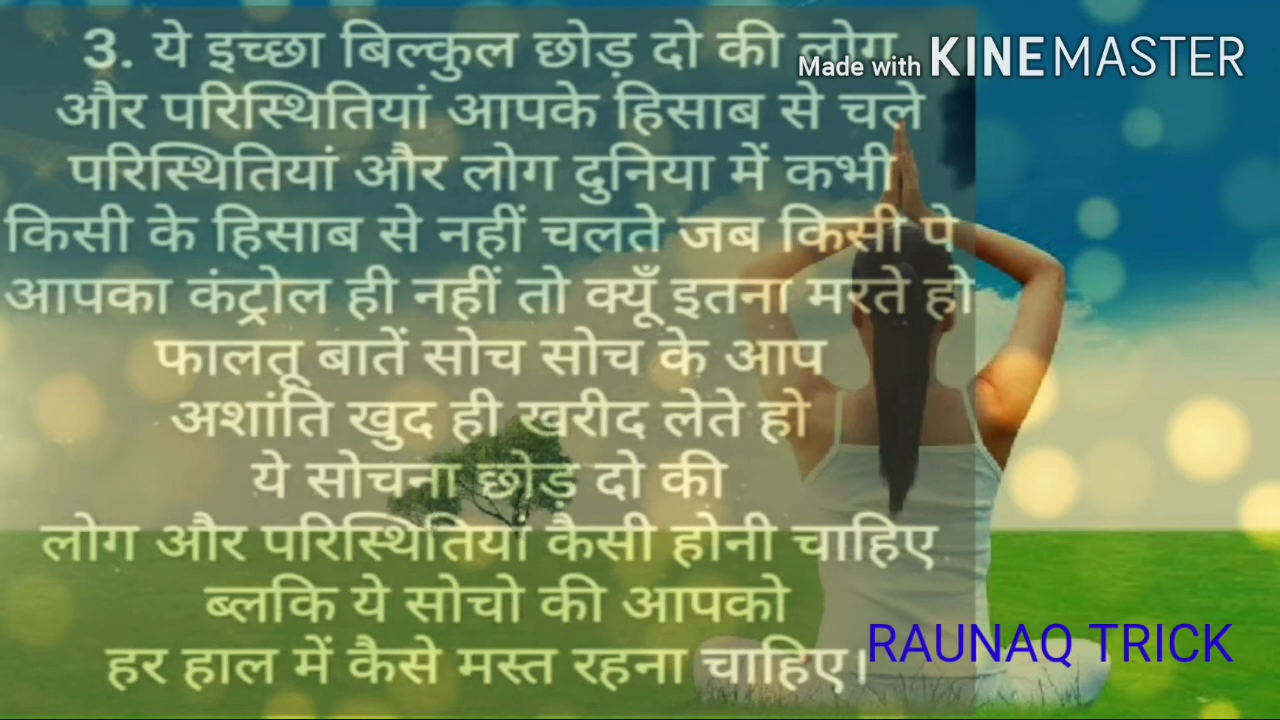 3. ये इच्छा बिल्कुल छोड़ दो की लोग
Made with KINEMASTER
और परिस्थितियां आपके हिसाब से चले
परिस्थितियां और लोग दुनिया में कभी
किसी के हिसाब से नहीं चलते जब किसी पे
आपका कंट्रोल ही नहीं तो क्यूँ इतना मरते हो
फालतू बातें सोच सोच के आप
अशांति खुद ही खरीद लेते हो
ये सोचना छोड़ दो की
लोग और परिस्थितियां कैसी होनी चाहिए
ब्लकि ये सोचो की आपको
हर हाल में कैसे मस्त रहना चाहिए।
RAUNAQ TRICK